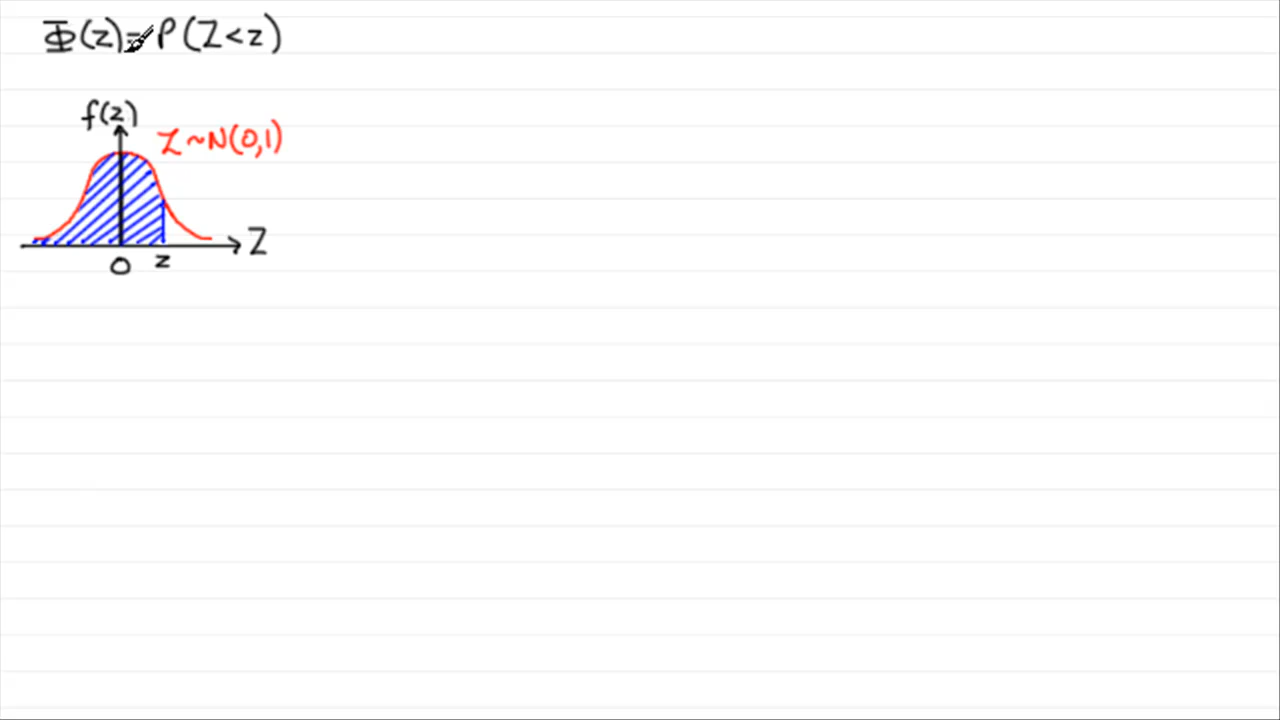 Φ(z)=P(Z<z)
f(z)
Z~N(0,1)
Z
0 z